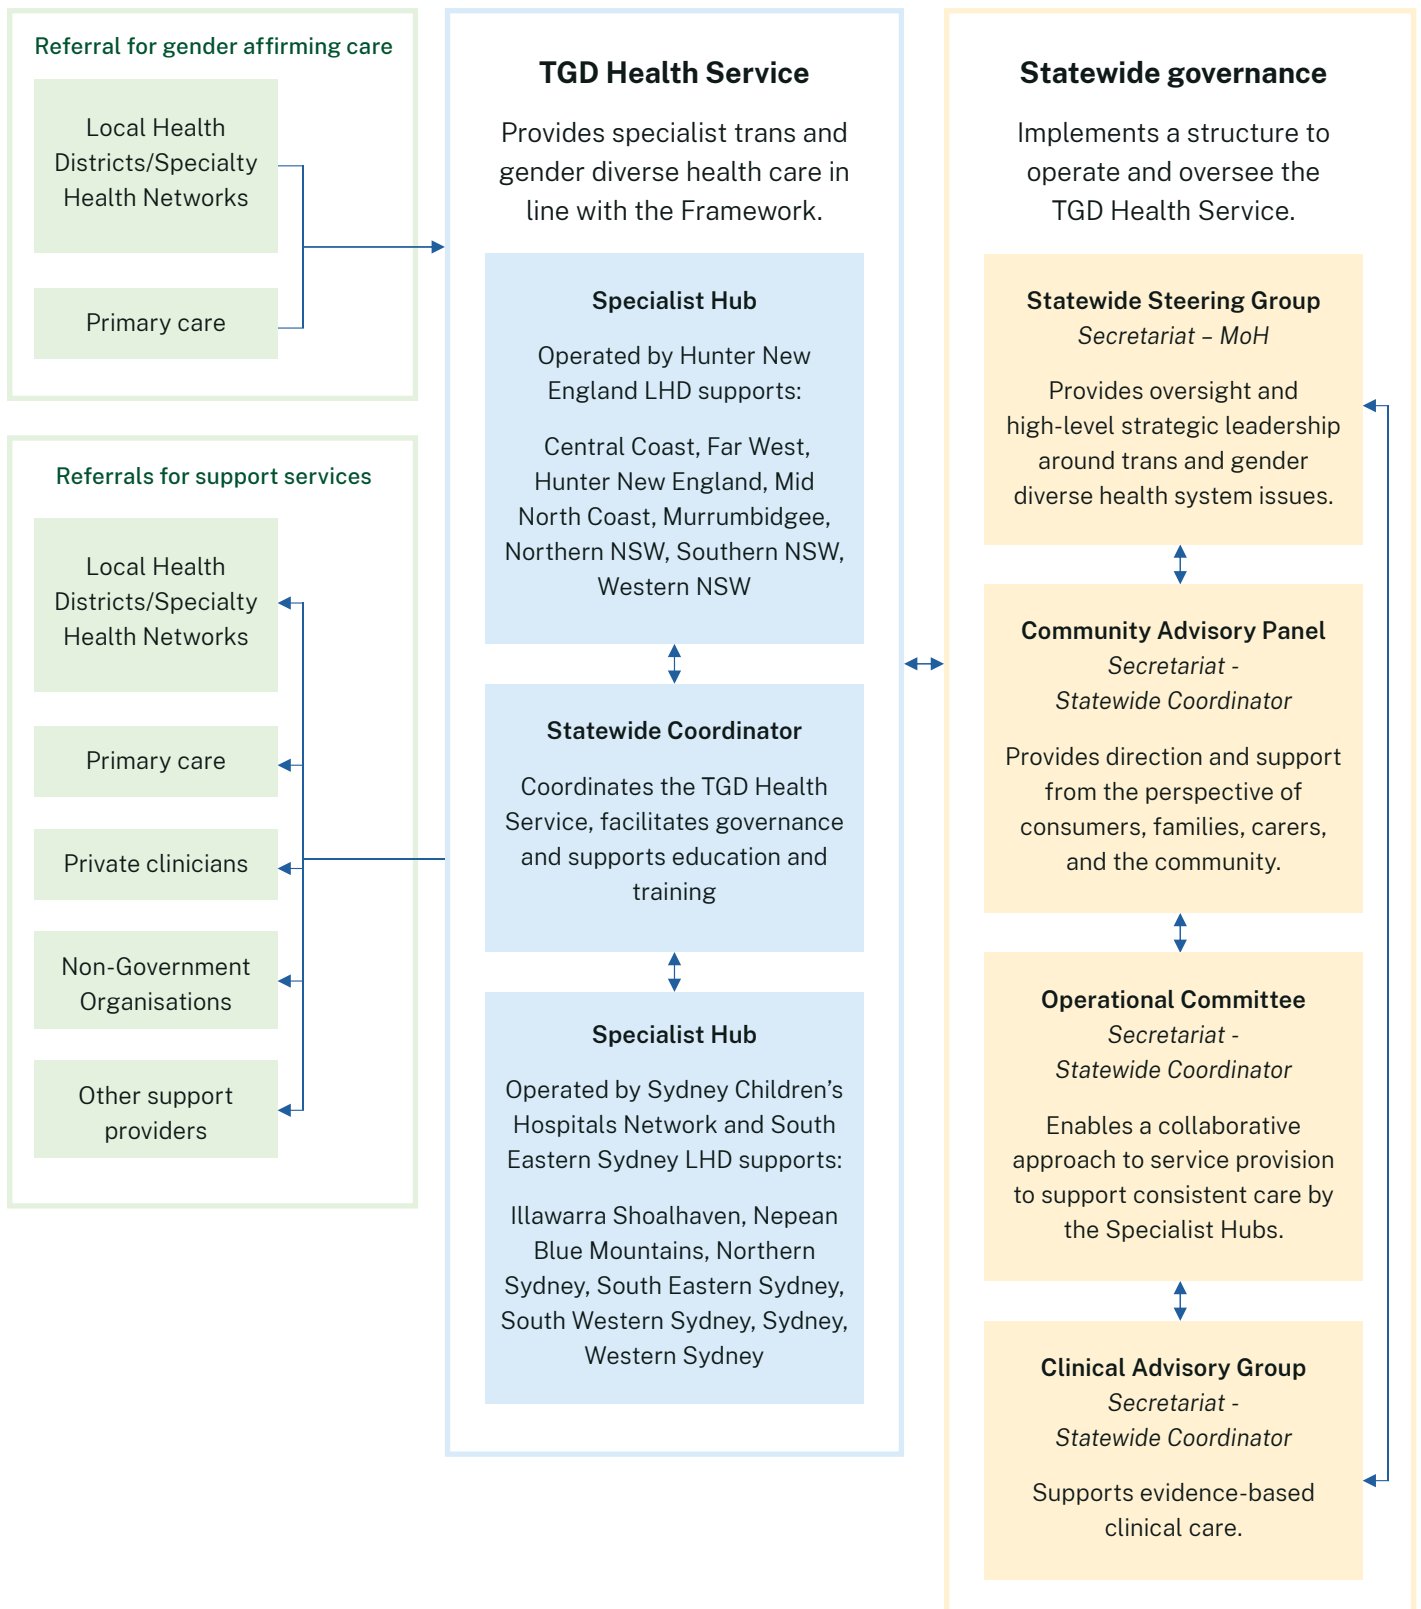 Referral for gender affirming care
Local Health
Districts/Specialty
Health Networks
Primary care
Referrals for support services
Local Health
Districts/Specialty
Health Networks
Primary care
Private clinicians
Non-Government
Organisations
Other support
providers
TGD Health Service
Provides specialist trans and
gender diverse health care in
line with the Framework.
Specialist Hub
Operated by Hunter New
England LHD supports:
Central Coast, Far West,
Hunter New England, Mid
North Coast, Murrumbidgee,
Northern NSW, Southern NSW,
Western NSW
Statewide Coordinator
Coordinates the TGD Health
Service, facilitates governance
and supports education and
training
Specialist Hub
Operated by Sydney Children’s
Hospitals Network and South
Eastern Sydney LHD supports:
Illawarra Shoalhaven, Nepean
Blue Mountains, Northern
Sydney, South Eastern Sydney,
South Western Sydney, Sydney,
Western Sydney
Statewide governance
Implements a structure to
operate and oversee the
TGD Health Service.
Statewide Steering Group
Secretariat – MoH
Provides oversight and
high-level strategic leadership
around trans and gender
diverse health system issues.
Community Advisory Panel
Secretariat -
Statewide Coordinator
Provides direction and support
from the perspective of
consumers, families, carers,
and the community.
Operational Committee
Secretariat -
Statewide Coordinator
Enables a collaborative
approach to service provision
to support consistent care by
the Specialist Hubs.
Clinical Advisory Group
Secretariat -
Statewide Coordinator
Supports evidence-based
clinical care.